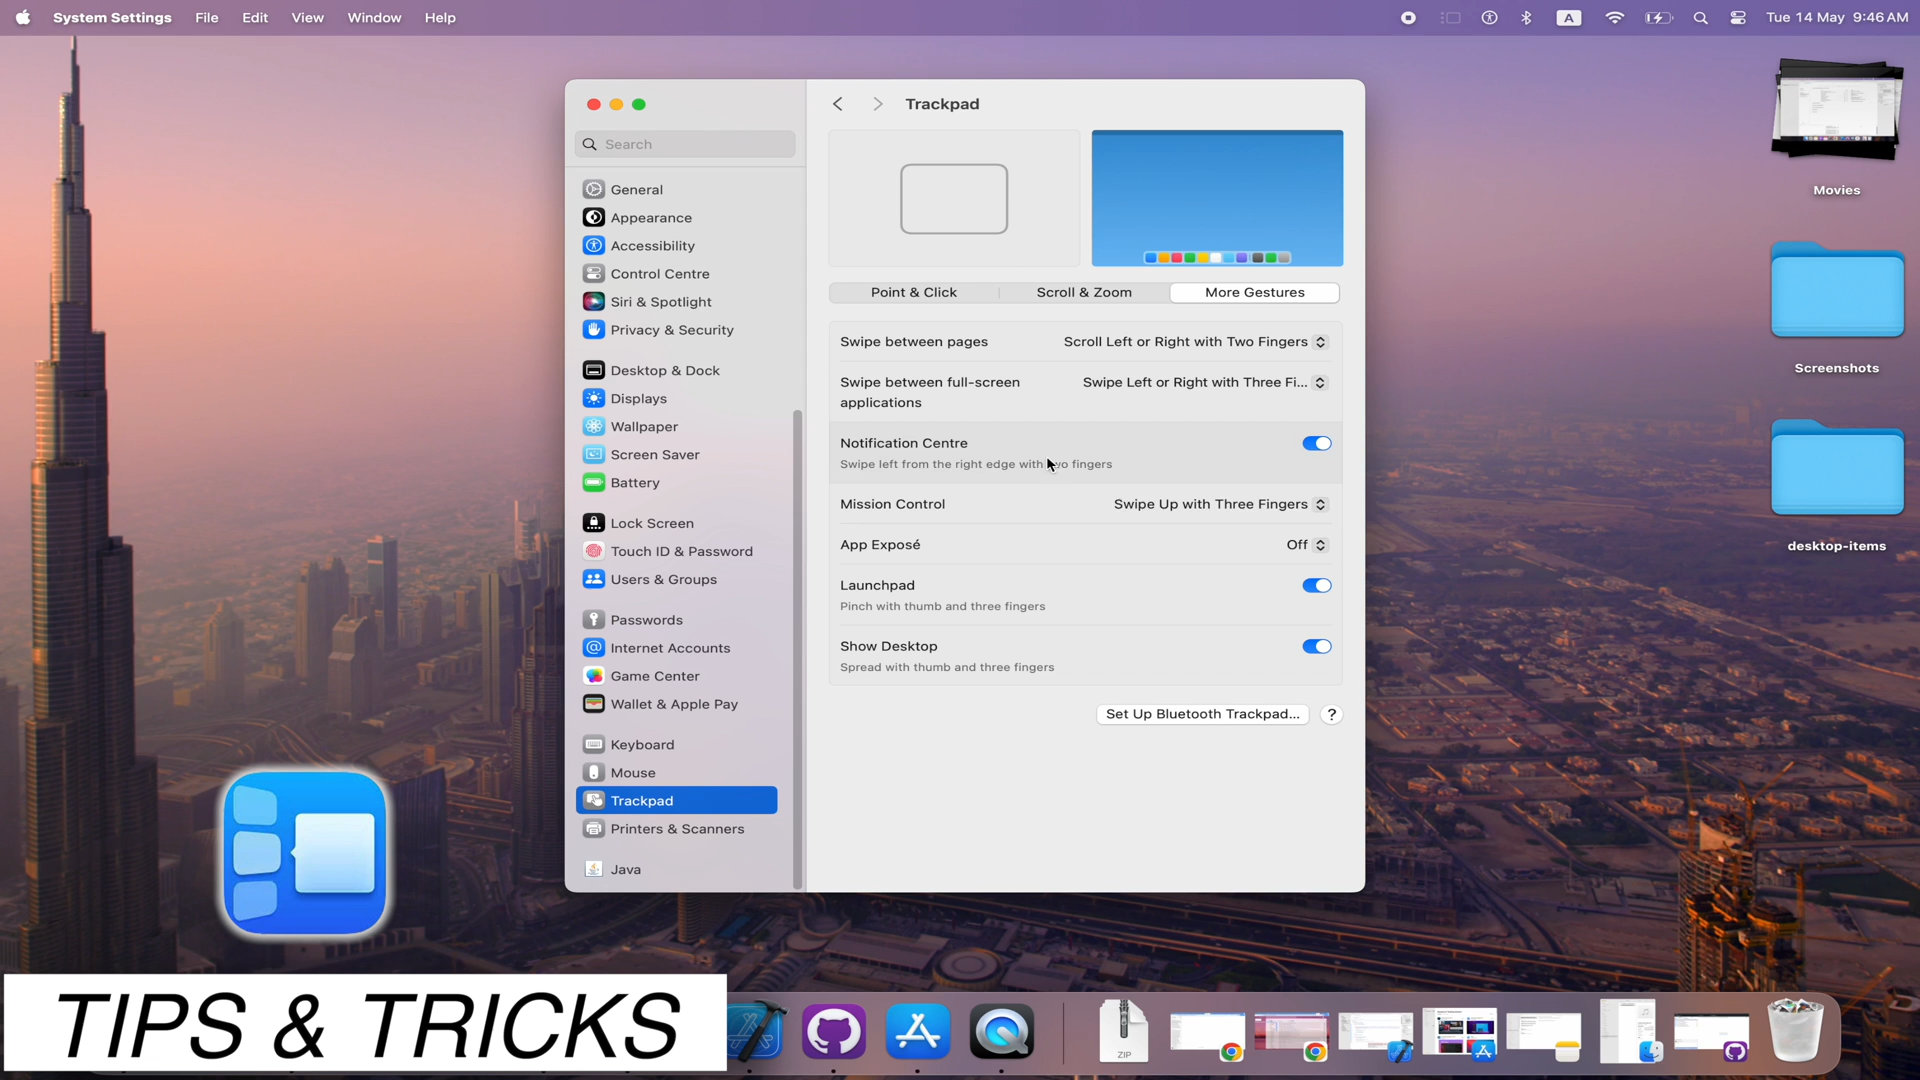 System Settings File Edit View Window Help A Tue 14 May 9:46 AM
Trackpad
Search
General
Appearance
Accessibility
Control Centre
Siri & Spotlight
Privacy & Security
Desktop & Dock
Displays
Wallpaper
Screen Saver
Battery
Lock Screen
Touch ID & Password
Users & Groups
Passwords
Internet Accounts
Game Center
Wallet & Apple Pay
Keyboard
Mouse
Trackpad
Printers & Scanners
Java
Point & Click Scroll & Zoom More Gestures
Swipe between pages Scroll Left or Right with Two Fingers
Swipe between full-screen Swipe Left or Right with Three Fi...
applications
Notification Centre
Swipe left from the right edge with two fingers
Mission Control Swipe Up with Three Fingers
App Exposé Off
Launchpad
Pinch with thumb and three fingers
Show Desktop
Spread with thumb and three fingers
Set Up Bluetooth Trackpad... ?
Movies
Screenshots
desktop-items
TIPS & TRICKS
ZIP